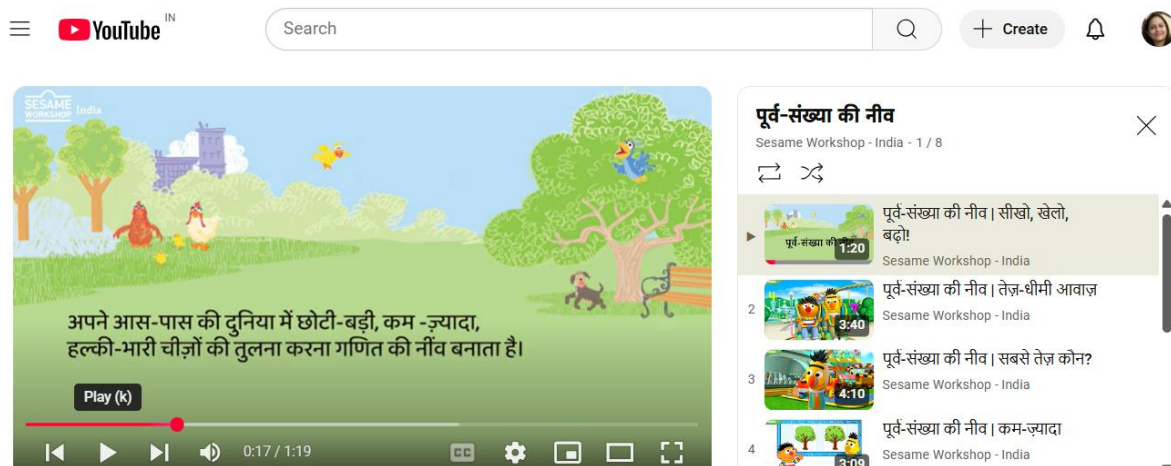 YouTube IN
Search
Create
SESAME
WORKSHOP India
अपने आस-पास की दुनिया में छोटी-बड़ी, कम -ज़्यादा,
हल्की-भारी चीज़ों की तुलना करना गणित की नींव बनाता है।
Play (k)
0:17 / 1:19
CC
पूर्व-संख्या की नीव
Sesame Workshop - India - 1 / 8
पूर्व-संख्या की नीव
1:20
पूर्व-संख्या की नीव | सीखो, खेलो,
बढ़ो!
Sesame Workshop - India
2
3:40
पूर्व-संख्या की नीव | तेज़-धीमी आवाज़
Sesame Workshop - India
3
4:10
पूर्व-संख्या की नीव | सबसे तेज़ कौन?
Sesame Workshop - India
4
3:09
पूर्व-संख्या की नीव | कम-ज़्यादा
Sesame Workshop - India